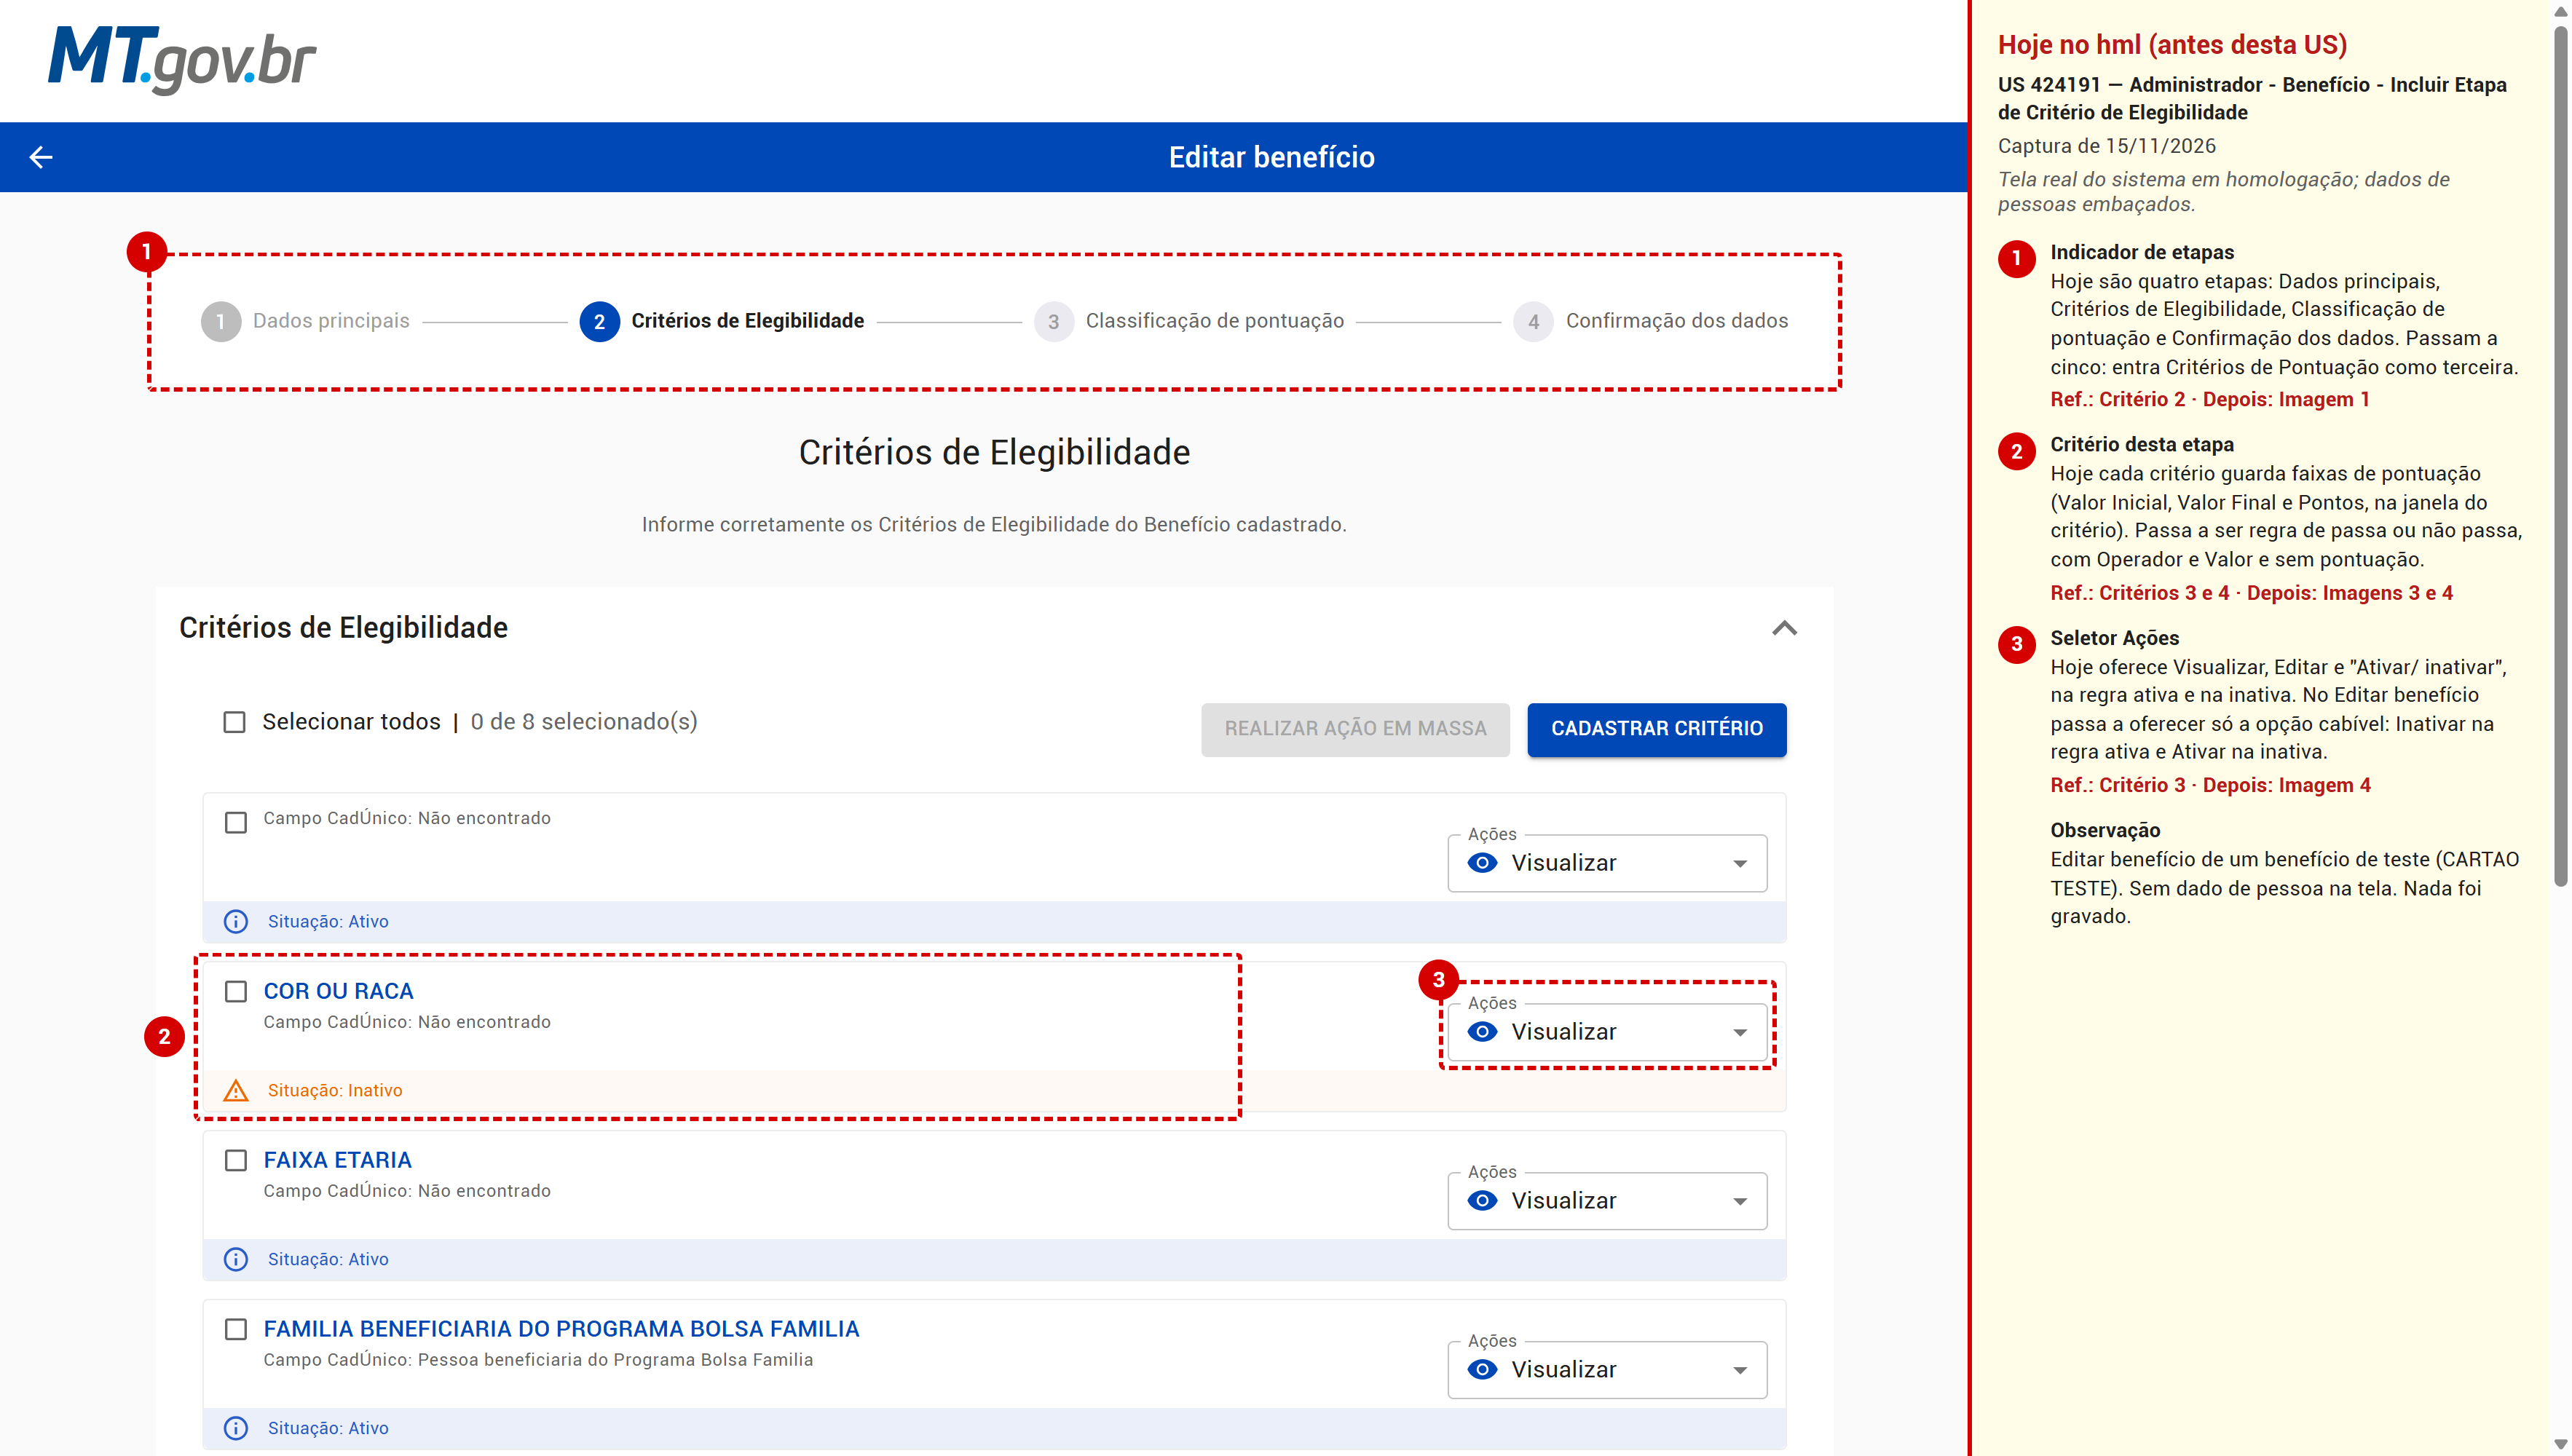 MT.gov.br
Editar benefício
1
1 Dados principais
2 Critérios de Elegibilidade
3 Classificação de pontuação
4 Confirmação dos dados
Critérios de Elegibilidade
Informe corretamente os Critérios de Elegibilidade do Benefício cadastrado.
Critérios de Elegibilidade
Selecionar todos | 0 de 8 selecionado(s)
REALIZAR AÇÃO EM MASSA
CADASTRAR CRITÉRIO
Campo CadÚnico: Não encontrado
Ações
Visualizar
Situação: Ativo
2
COR OU RACA
Campo CadÚnico: Não encontrado
3
Ações
Visualizar
Situação: Inativo
FAIXA ETARIA
Campo CadÚnico: Não encontrado
Ações
Visualizar
Situação: Ativo
FAMILIA BENEFICIARIA DO PROGRAMA BOLSA FAMILIA
Campo CadÚnico: Pessoa beneficiaria do Programa Bolsa Familia
Ações
Visualizar
Situação: Ativo
Hoje no hml (antes desta US)
US 424191 — Administrador - Benefício - Incluir Etapa
de Critério de Elegibilidade
Captura de 15/11/2026
Tela real do sistema em homologação; dados de
pessoas embaçados.
1 Indicador de etapas
Hoje são quatro etapas: Dados principais,
Critérios de Elegibilidade, Classificação de
pontuação e Confirmação dos dados. Passam a
cinco: entra Critérios de Pontuação como terceira.
Ref.: Critério 2 · Depois: Imagem 1
2 Critério desta etapa
Hoje cada critério guarda faixas de pontuação
(Valor Inicial, Valor Final e Pontos, na janela do
critério). Passa a ser regra de passa ou não passa,
com Operador e Valor e sem pontuação.
Ref.: Critérios 3 e 4 · Depois: Imagens 3 e 4
3 Seletor Ações
Hoje oferece Visualizar, Editar e "Ativar/ inativar",
na regra ativa e na inativa. No Editar benefício
passa a oferecer só a opção cabível: Inativar na
regra ativa e Ativar na inativa.
Ref.: Critério 3 · Depois: Imagem 4
Observação
Editar benefício de um benefício de teste (CARTAO
TESTE). Sem dado de pessoa na tela. Nada foi
gravado.